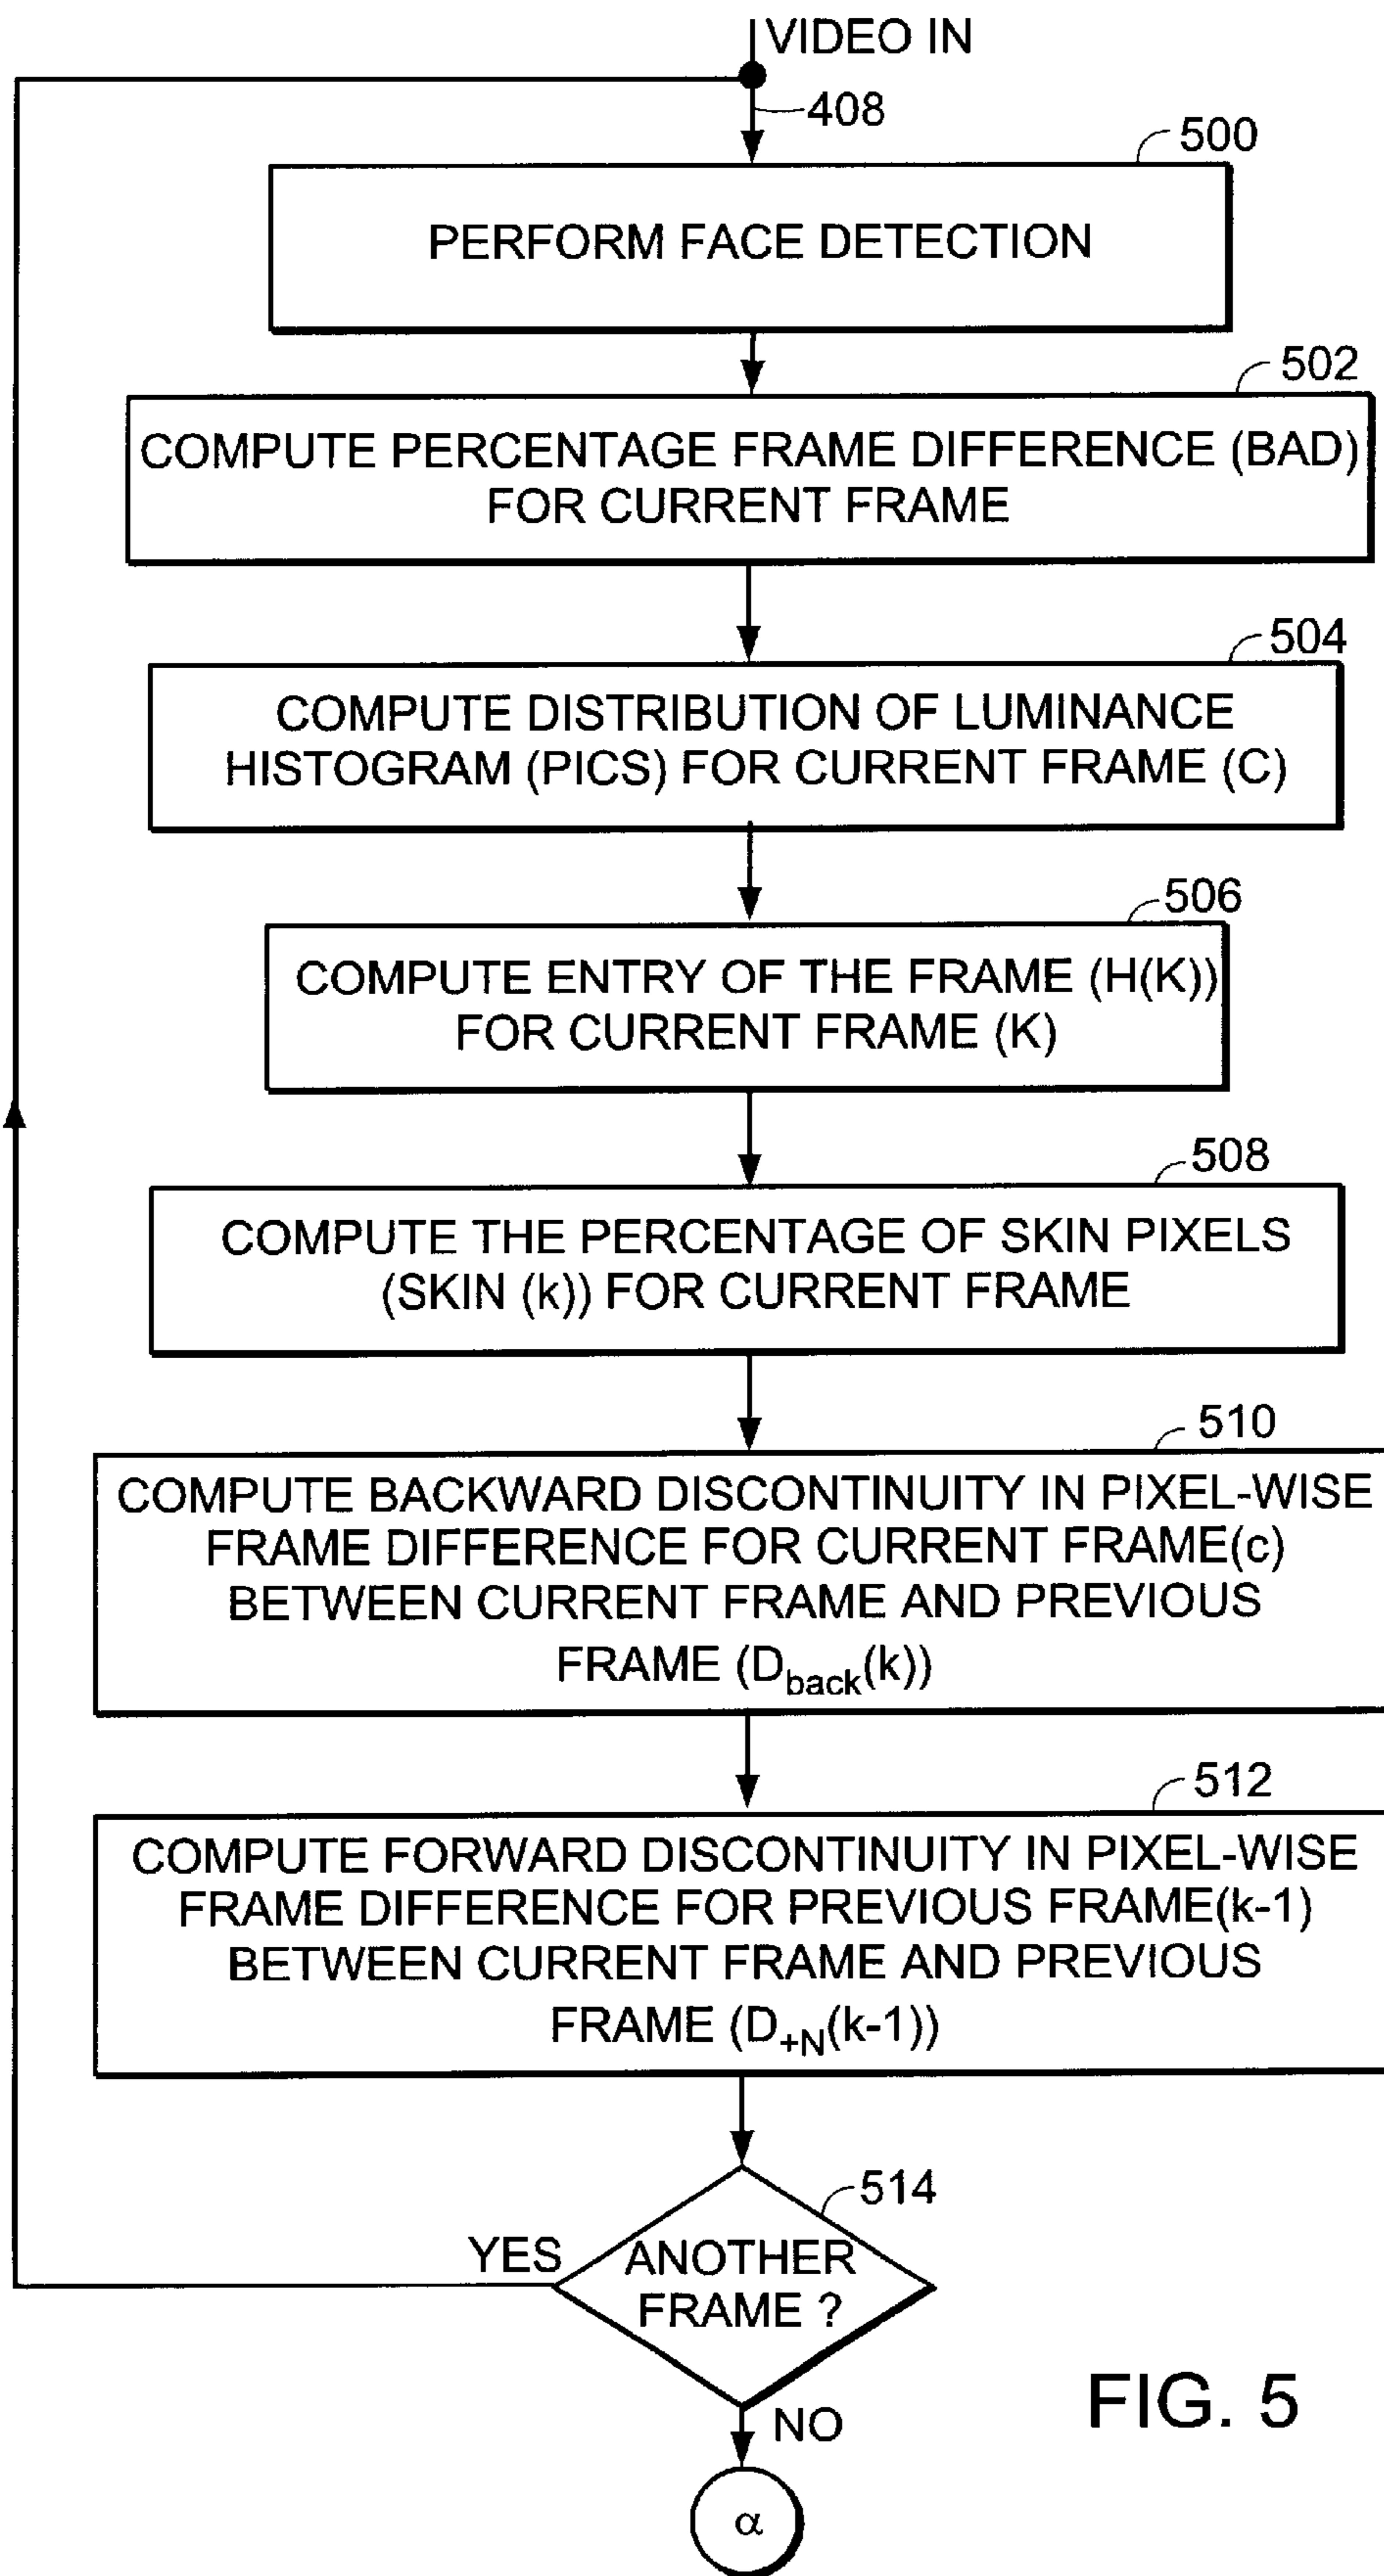 VIDEO IN
408
500
PERFORM FACE DETECTION
502
COMPUTE PERCENTAGE FRAME DIFFERENCE (BAD)
FOR CURRENT FRAME
504
COMPUTE DISTRIBUTION OF LUMINANCE
HISTOGRAM (PICS) FOR CURRENT FRAME (C)
506
COMPUTE ENTRY OF THE FRAME (H(K))
FOR CURRENT FRAME (K)
508
COMPUTE THE PERCENTAGE OF SKIN PIXELS
(SKIN (k)) FOR CURRENT FRAME
510
COMPUTE BACKWARD DISCONTINUITY IN PIXEL-WISE
FRAME DIFFERENCE FOR CURRENT FRAME(c)
BETWEEN CURRENT FRAME AND PREVIOUS
FRAME (D_back(k))
512
COMPUTE FORWARD DISCONTINUITY IN PIXEL-WISE
FRAME DIFFERENCE FOR PREVIOUS FRAME(k-1)
BETWEEN CURRENT FRAME AND PREVIOUS
FRAME (D_+N(k-1))
514
YES
ANOTHER
FRAME ?
NO
α
FIG. 5